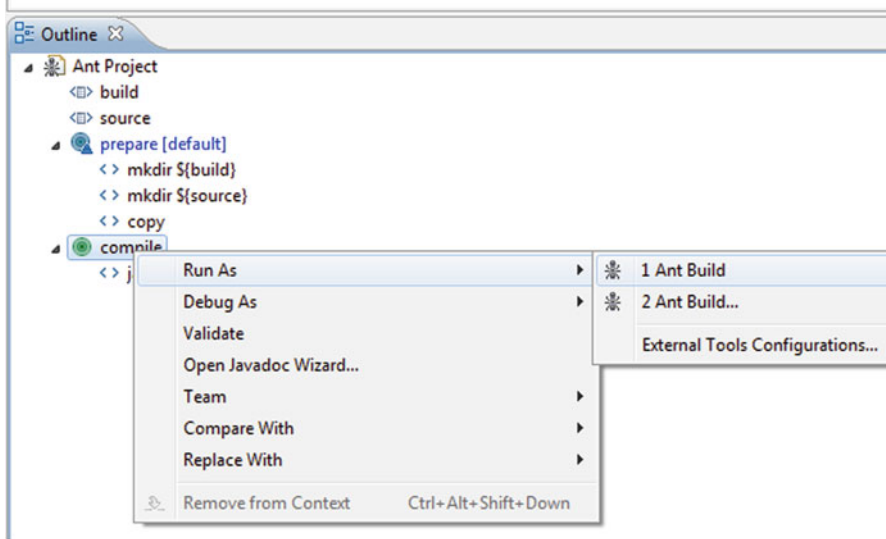 Outline
Ant Project
build
source
prepare [default]
mkdir ${build}
mkdir ${source}
copy
compile
j
Run As
Debug As
Validate
Open Javadoc Wizard...
Team
Compare With
Replace With
Remove from Context Ctrl+Alt+Shift+Down
1 Ant Build
2 Ant Build...
External Tools Configurations...